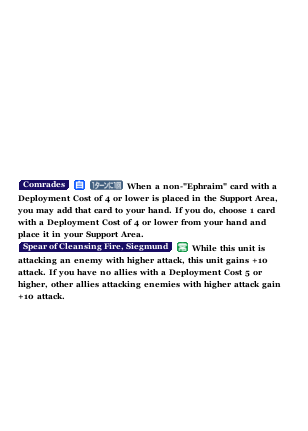 Comrades 自 1ターンに1回 When a non-"Ephraim" card with a
Deployment Cost of 4 or lower is placed in the Support Area,
you may add that card to your hand. If you do, choose 1 card
with a Deployment Cost of 4 or lower from your hand and
place it in your Support Area.
Spear of Cleansing Fire, Siegmund 常 While this unit is
attacking an enemy with higher attack, this unit gains +10
attack. If you have no allies with a Deployment Cost 5 or
higher, other allies attacking enemies with higher attack gain
+10 attack.